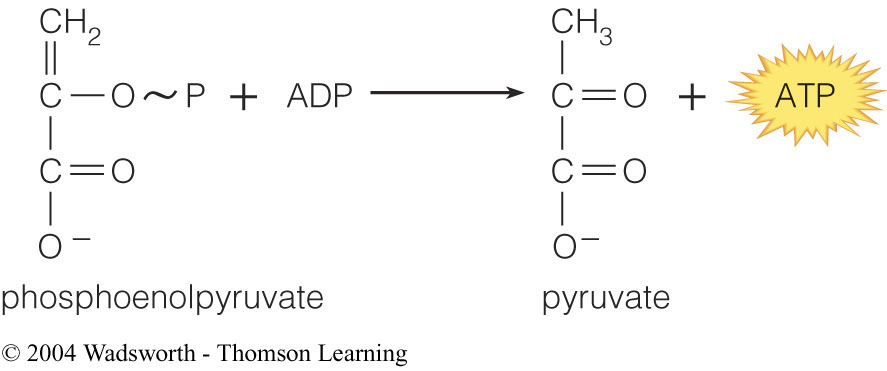 CH₂ CH₃
C—O~P + ADP → C=O + ATP
C=O C=O
O⁻ O⁻
phosphoenolpyruvate pyruvate
© 2004 Wadsworth - Thomson Learning